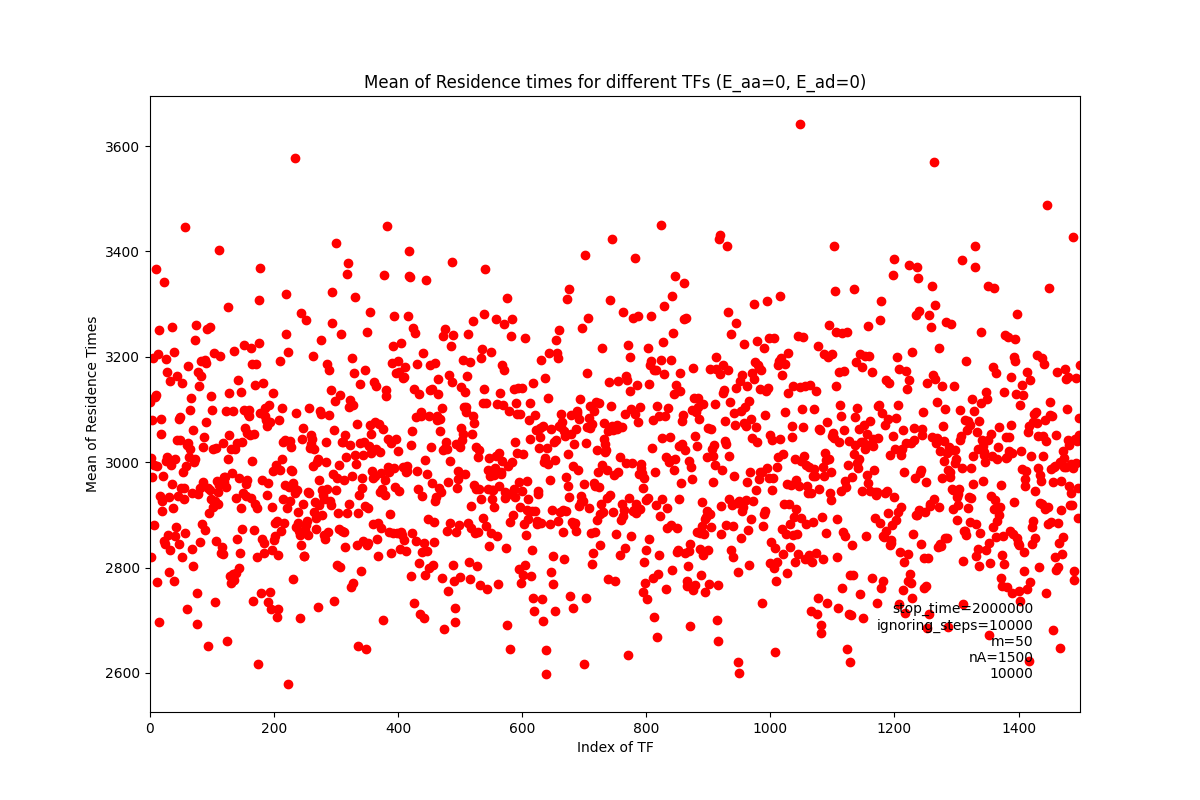 Mean of Residence times for different TFs (E_aa=0, E_ad=0)
3600
3400
3200
3000
2800
2600
Mean of Residence Times
stop_time=2000000
ignoring_steps=10000
m=50
nA=1500
10000
0 200 400 600 800 1000 1200 1400
Index of TF